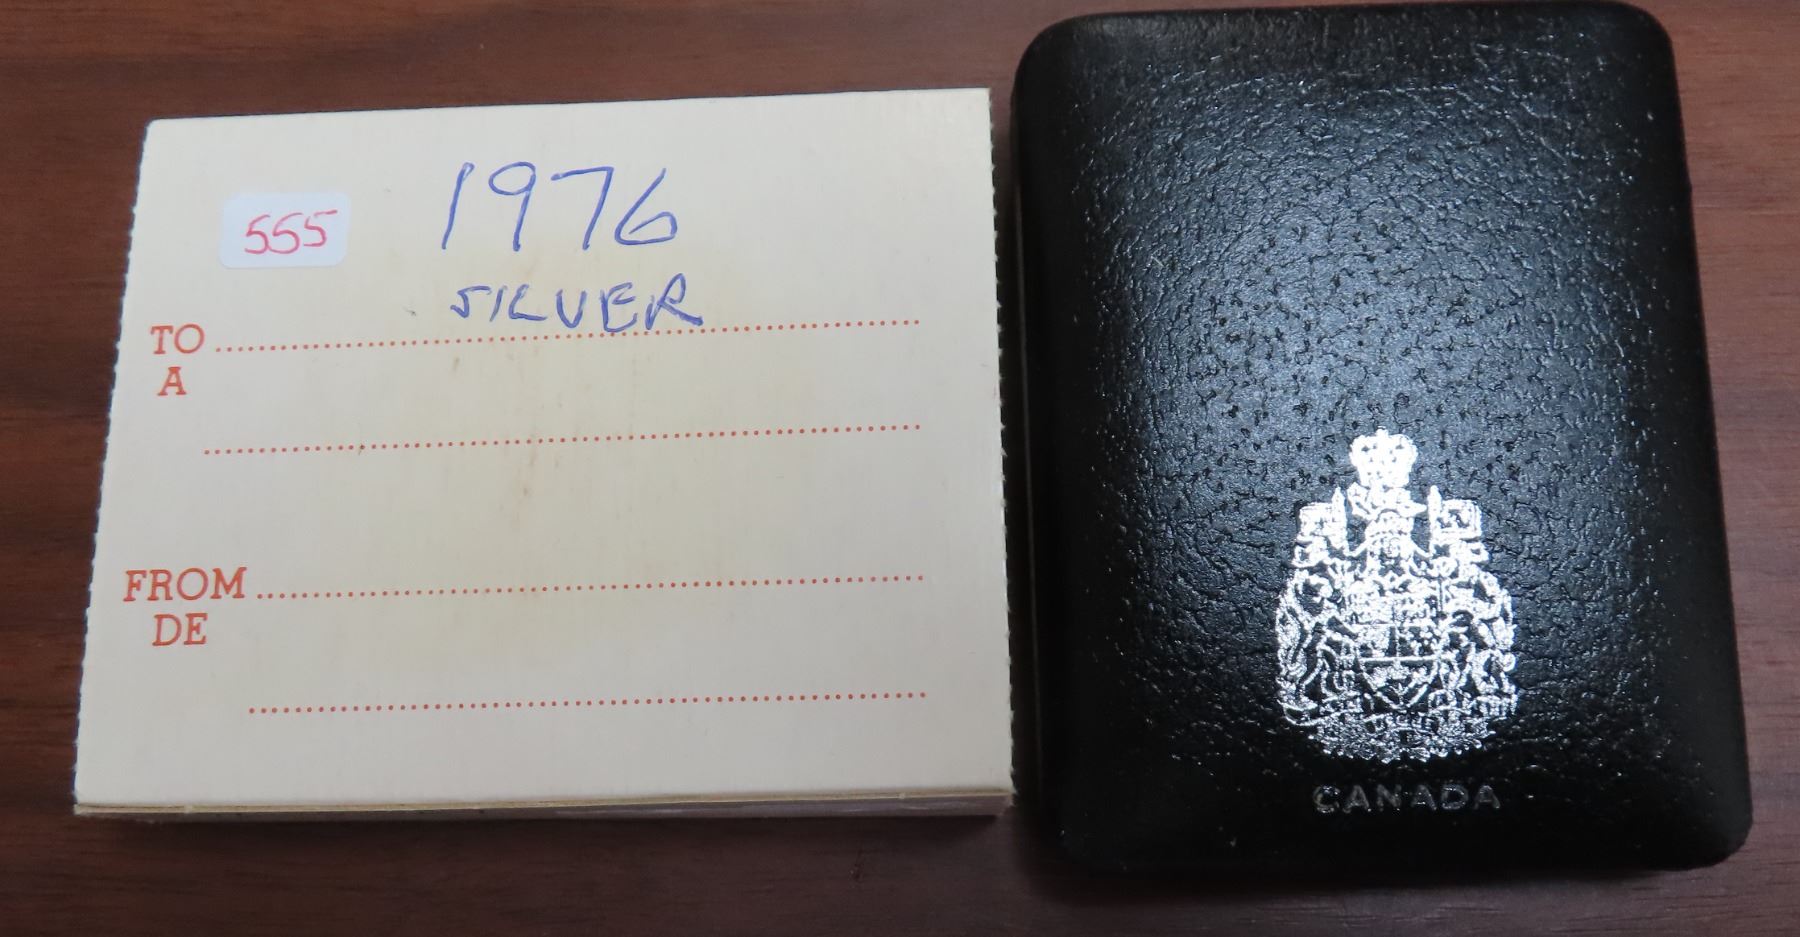 555
1976
SILVER
TO
A
FROM
DE
CANADA